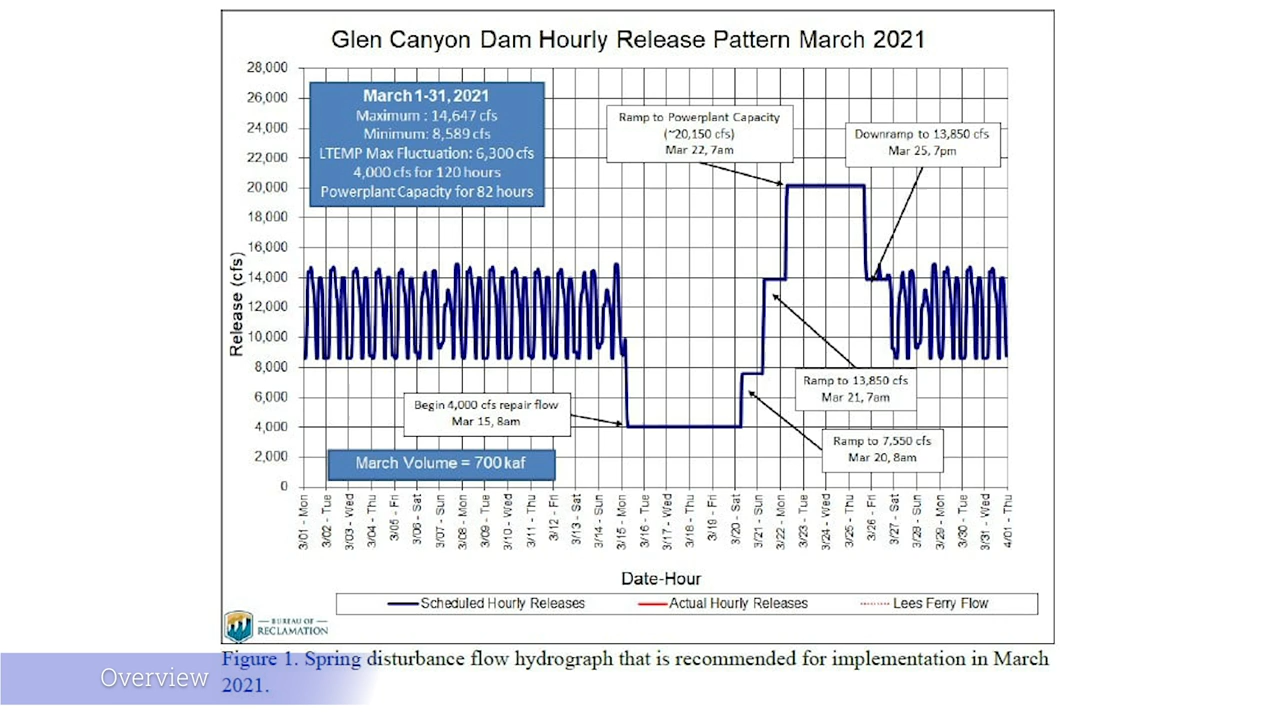 Glen Canyon Dam Hourly Release Pattern March 2021
28,000
26,000
24,000
22,000
20,000
18,000
16,000
14,000
12,000
10,000
8,000
6,000
4,000
2,000
0
Release (cfs)
March 1-31, 2021
Maximum : 14,647 cfs
Minimum: 8,589 cfs
LTEMP Max Fluctuation: 6,300 cfs
4,000 cfs for 120 hours
Powerplant Capacity for 82 hours
Ramp to Powerplant Capacity
(~20,150 cfs)
Mar 22, 7am
Downramp to 13,850 cfs
Mar 25, 7pm
Begin 4,000 cfs repair flow
Mar 15, 8am
Ramp to 13,850 cfs
Mar 21, 7am
Ramp to 7,550 cfs
Mar 20, 8am
March Volume = 700 kaf
3/01 - Mon
3/02 - Tue
3/03 - Wed
3/04 - Thu
3/05 - Fri
3/06 - Sat
3/07 - Sun
3/08 - Mon
3/09 - Tue
3/10 - Wed
3/11 - Thu
3/12 - Fri
3/13 - Sat
3/14 - Sun
3/15 - Mon
3/16 - Tue
3/17 - Wed
3/18 - Thu
3/19 - Fri
3/20 - Sat
3/21 - Sun
3/22 - Mon
3/23 - Tue
3/24 - Wed
3/25 - Thu
3/26 - Fri
3/27 - Sat
3/28 - Sun
3/29 - Mon
3/30 - Tue
3/31 - Wed
4/01 - Thu
Date-Hour
Scheduled Hourly Releases
Actual Hourly Releases
Lees Ferry Flow
BUREAU OF
RECLAMATION
Figure 1. Spring disturbance flow hydrograph that is recommended for implementation in March
2021.
Overview